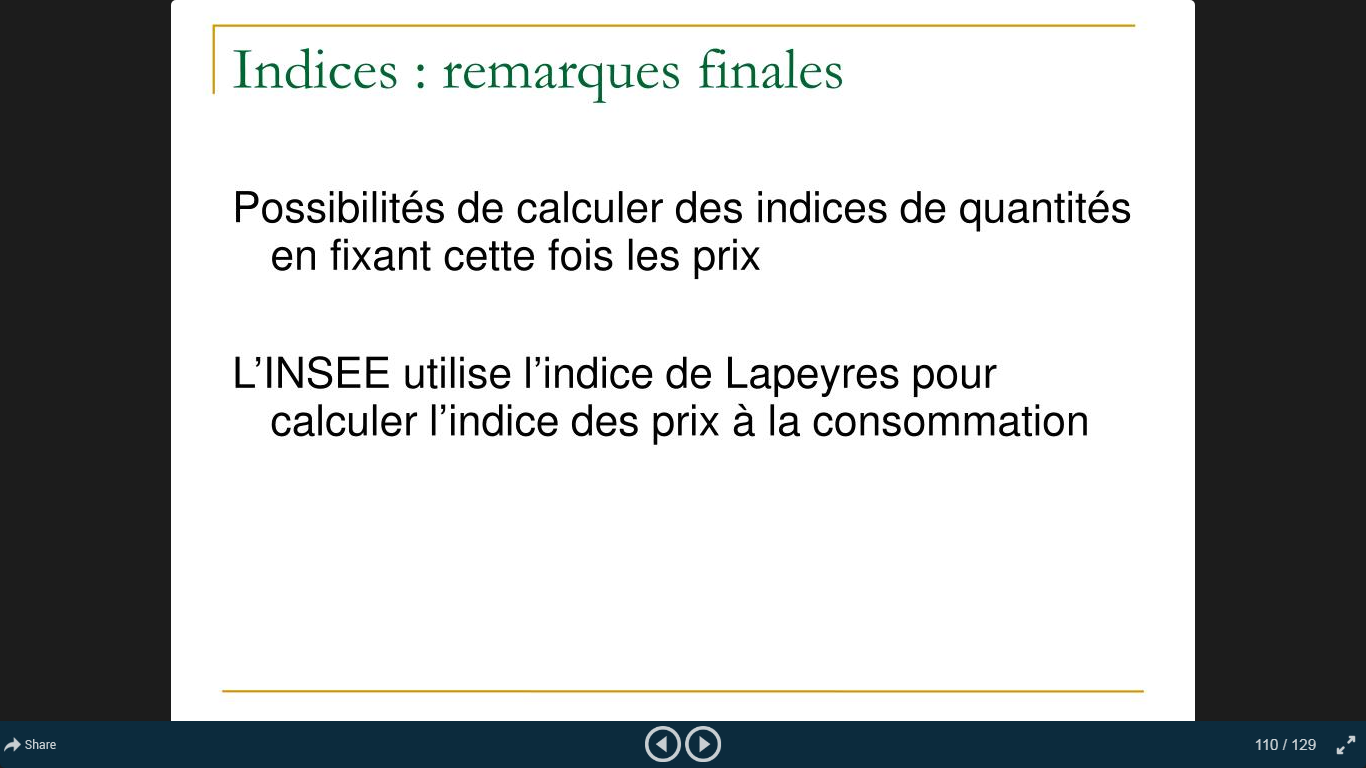 Indices : remarques finales
Possibilités de calculer des indices de quantités
en fixant cette fois les prix
L’INSEE utilise l’indice de Lapeyres pour
calculer l’indice des prix à la consommation
Share
110 / 129